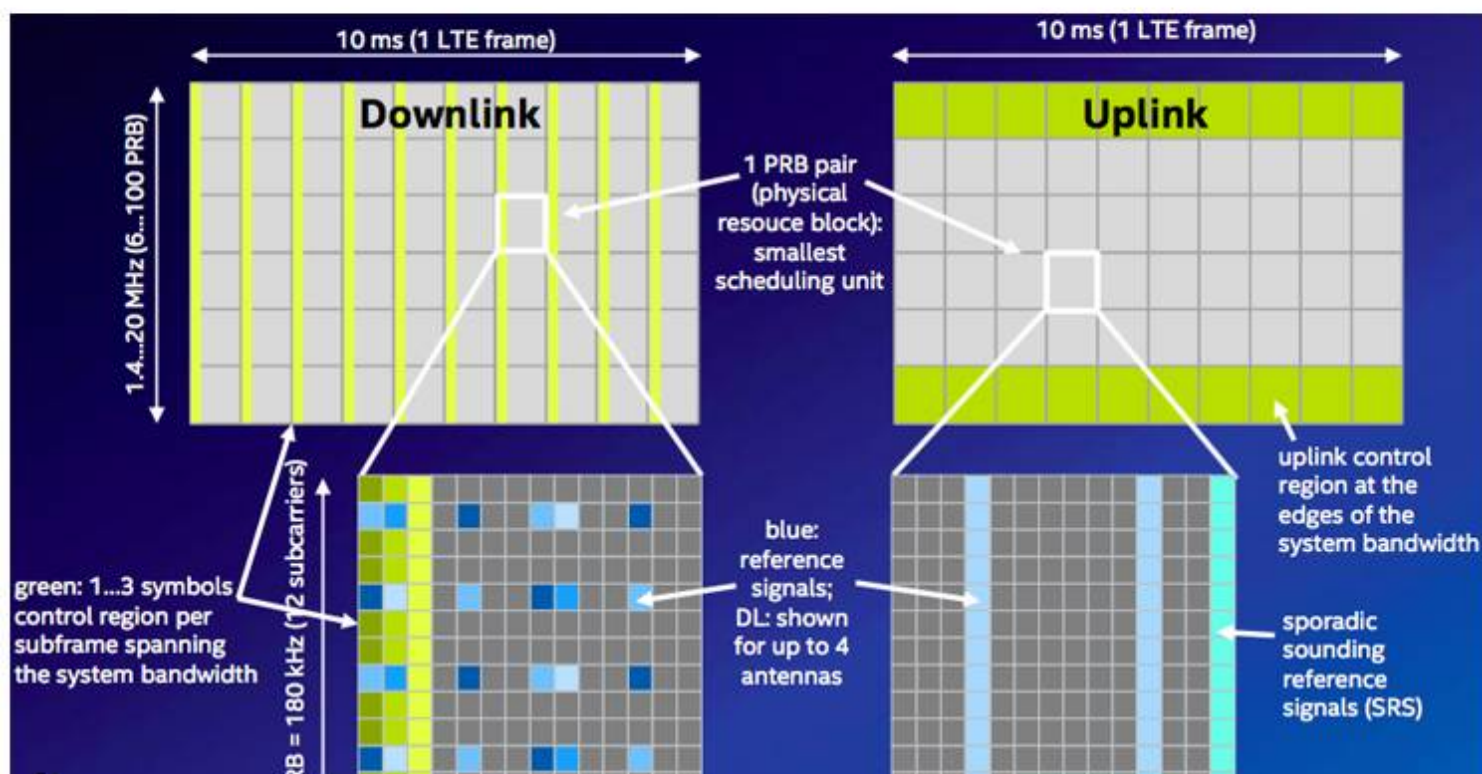 10 ms (1 LTE frame)
10 ms (1 LTE frame)
Downlink
Uplink
1.4...20 MHz (6...100 PRB)
1 PRB pair
(physical
resouce block):
smallest
scheduling unit
green: 1...3 symbols
control region per
subframe spanning
the system bandwidth
RB = 180 kHz (12 subcarriers)
blue:
reference
signals;
DL: shown
for up to 4
antennas
uplink control
region at the
edges of the
system bandwidth
sporadic
sounding
reference
signals (SRS)